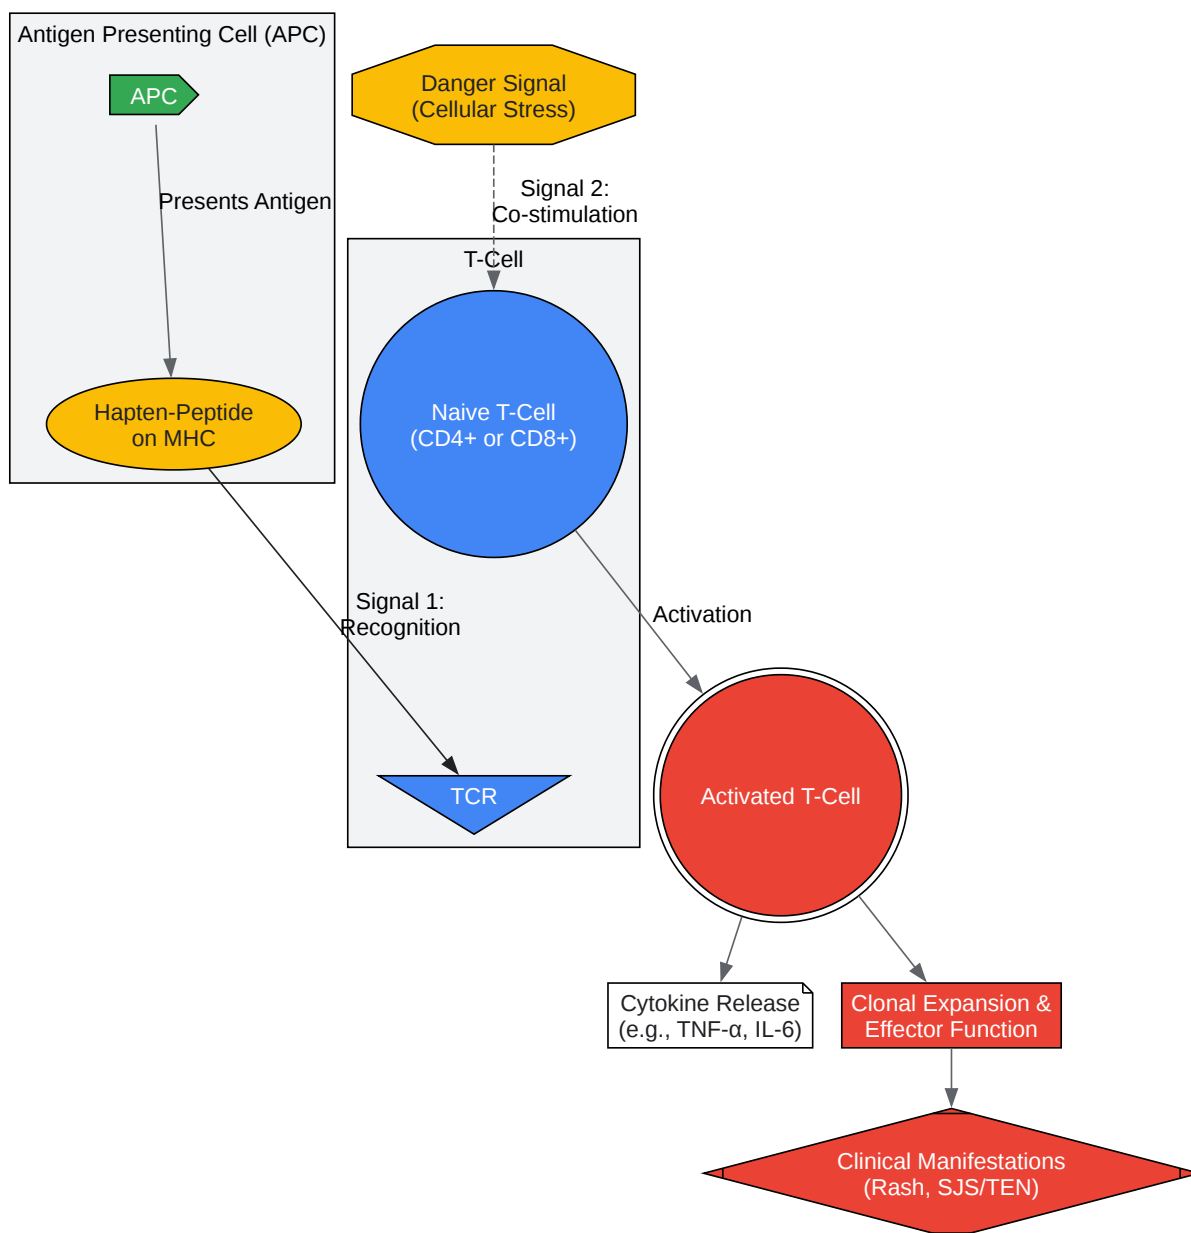 Antigen Presenting Cell (APC)
APC
Presents Antigen
Hapten-Peptide
on MHC
Danger Signal
(Cellular Stress)
Signal 2:
Co-stimulation
T-Cell
Naive T-Cell
(CD4+ or CD8+)
Signal 1:
Recognition
Activation
TCR
Activated T-Cell
Cytokine Release
(e.g., TNF-α, IL-6)
Clonal Expansion &
Effector Function
Clinical Manifestations
(Rash, SJS/TEN)